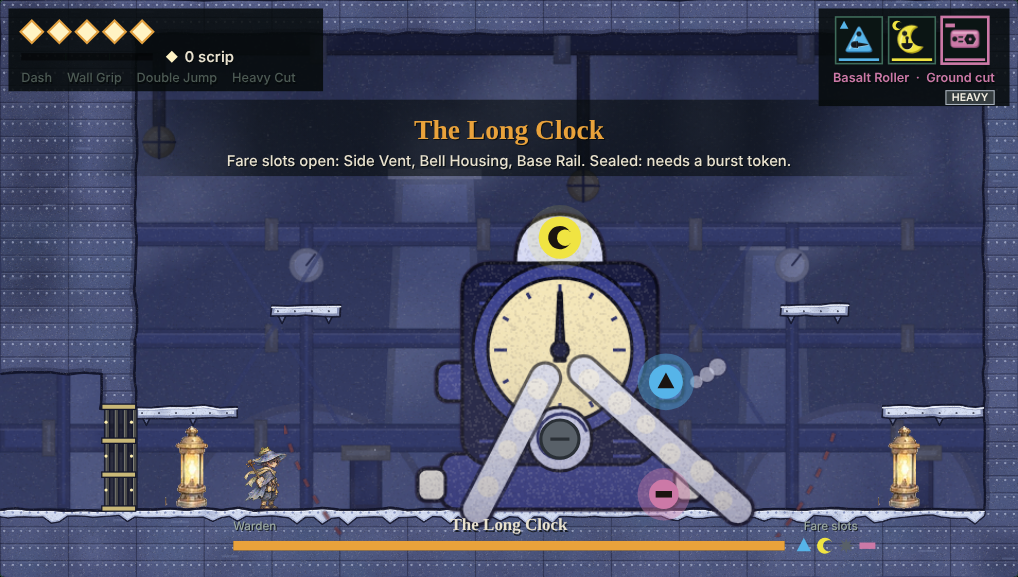 0 scrip
Dash Wall Grip Double Jump Heavy Cut
Basalt Roller · Ground cut
HEAVY
The Long Clock
Fare slots open: Side Vent, Bell Housing, Base Rail. Sealed: needs a burst token.
Warden
The Long Clock
Fare slots